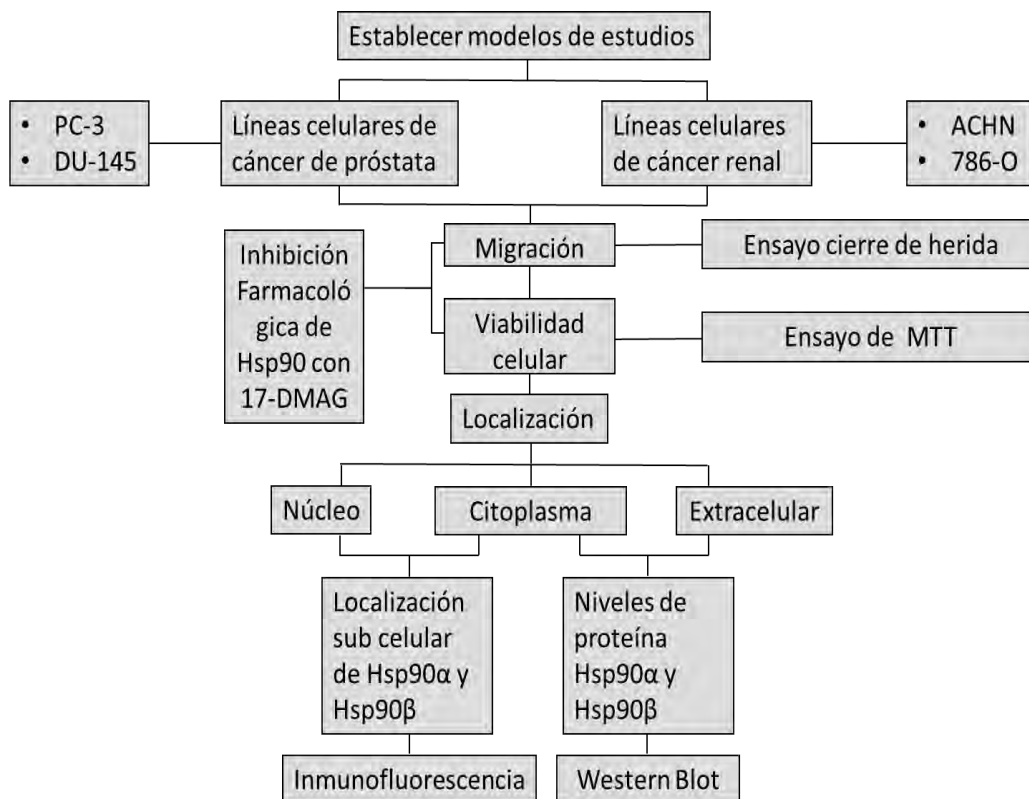 Establecer modelos de estudios
• PC-3
• DU-145
Líneas celulares de
cáncer de próstata
Líneas celulares
de cáncer renal
• ACHN
• 786-O
Inhibición
Farmacoló
gica de
Hsp90 con
17-DMAG
Migración
Ensayo cierre de herida
Viabilidad
celular
Ensayo de MTT
Localización
Núcleo
Citoplasma
Extracelular
Localización
sub celular
de Hsp90α y
Hsp90β
Niveles de
proteína
Hsp90α y
Hsp90β
Inmunofluorescencia
Western Blot